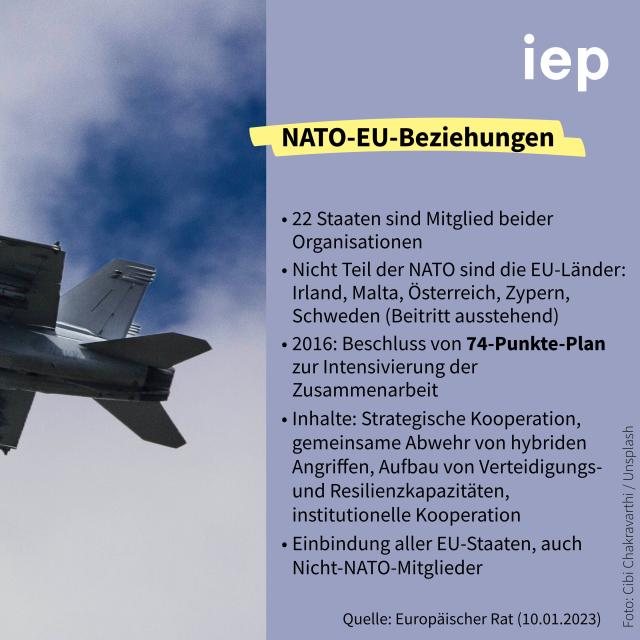 iep
NATO-EU-Beziehungen
• 22 Staaten sind Mitglied beider
Organisationen
• Nicht Teil der NATO sind die EU-Länder:
Irland, Malta, Österreich, Zypern,
Schweden (Beitritt ausstehend)
• 2016: Beschluss von 74-Punkte-Plan
zur Intensivierung der
Zusammenarbeit
• Inhalte: Strategische Kooperation,
gemeinsame Abwehr von hybriden
Angriffen, Aufbau von Verteidigungs-
und Resilienzkapazitäten,
institutionelle Kooperation
• Einbindung aller EU-Staaten, auch
Nicht-NATO-Mitglieder
Quelle: Europäischer Rat (10.01.2023)
Foto: Cibi Chakravarthi / Unsplash